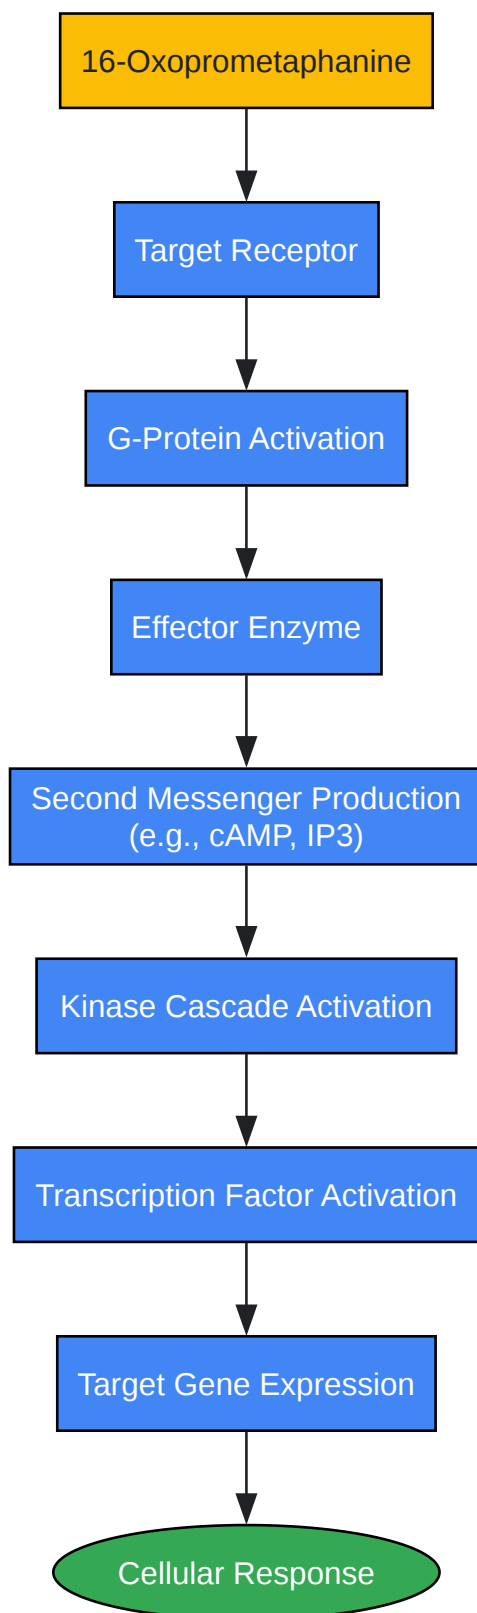 16-Oxoprometaphanine
Target Receptor
G-Protein Activation
Effector Enzyme
Second Messenger Production
(e.g., cAMP, IP3)
Kinase Cascade Activation
Transcription Factor Activation
Target Gene Expression
Cellular Response